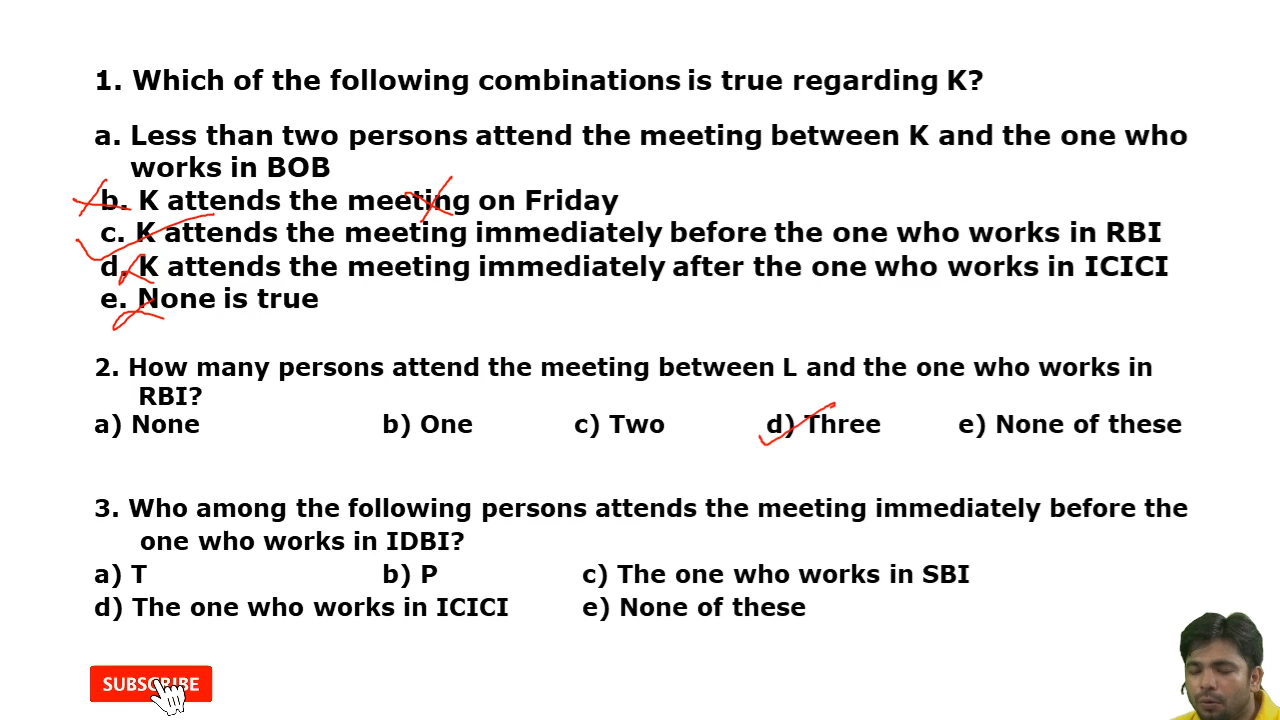 1. Which of the following combinations is true regarding K?
a. Less than two persons attend the meeting between K and the one who
works in BOB
b. K attends the meeting on Friday
c. K attends the meeting immediately before the one who works in RBI
d. K attends the meeting immediately after the one who works in ICICI
e. None is true
2. How many persons attend the meeting between L and the one who works in
RBI?
a) None b) One c) Two d) Three e) None of these
3. Who among the following persons attends the meeting immediately before the
one who works in IDBI?
a) T b) P c) The one who works in SBI
d) The one who works in ICICI e) None of these
SUBSCRIBE